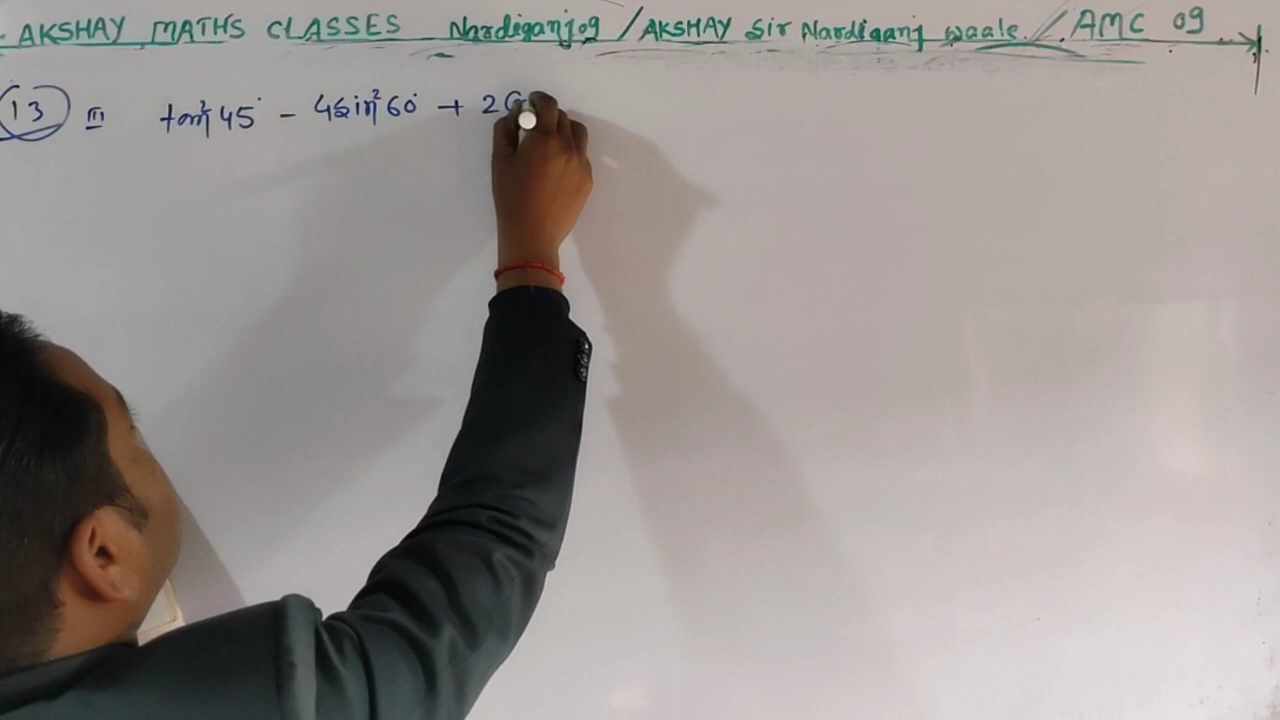 AKSHAY MATHS CLASSES Nardiganj09 / AKSHAY Sir Nardiganj waale. / AMC 09
13 III tan²45° - 4sin²60° + 2C